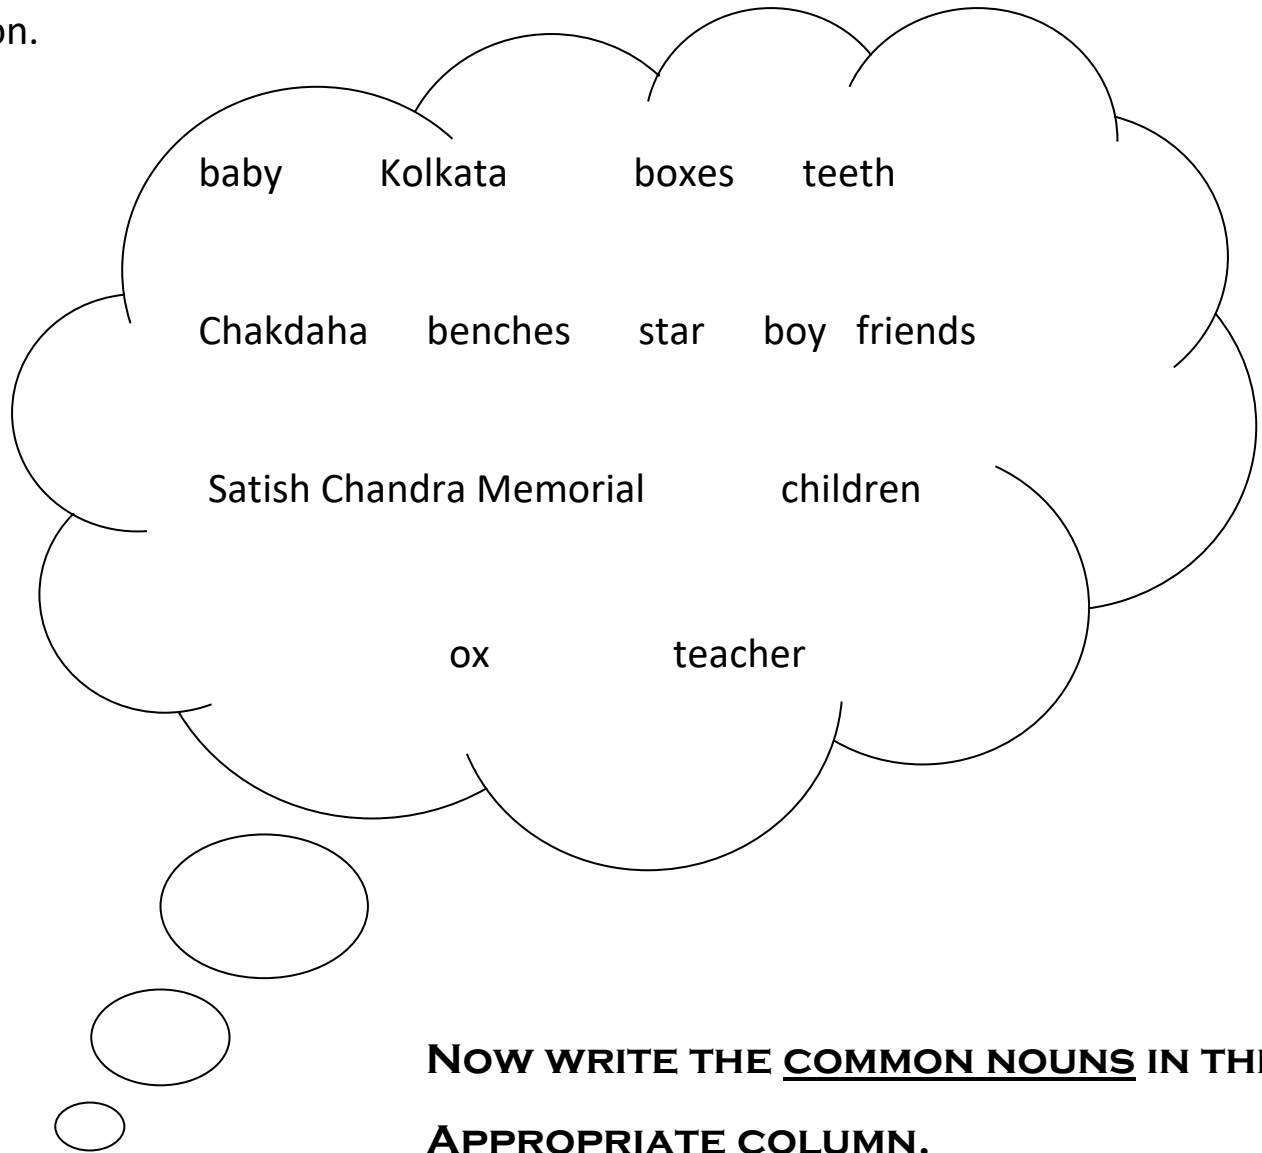 on.
baby Kolkata boxes teeth
Chakdaha benches star boy friends
Satish Chandra Memorial children
ox teacher
NOW WRITE THE COMMON NOUNS IN TH
APPROPRIATE COLUMN.